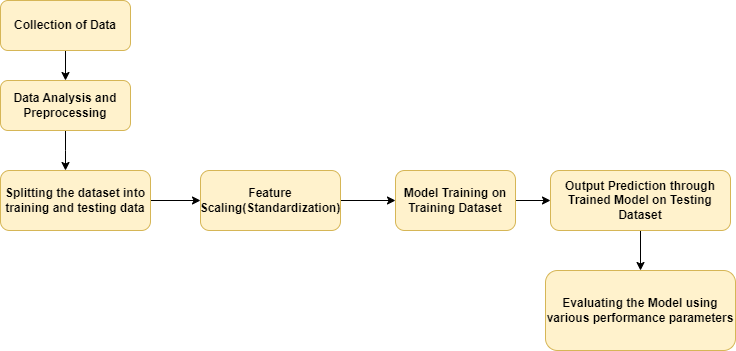 Collection of Data
Data Analysis and
Preprocessing
Splitting the dataset into
training and testing data
Feature
Scaling(Standardization)
Model Training on
Training Dataset
Output Prediction through
Trained Model on Testing
Dataset
Evaluating the Model using
various performance parameters